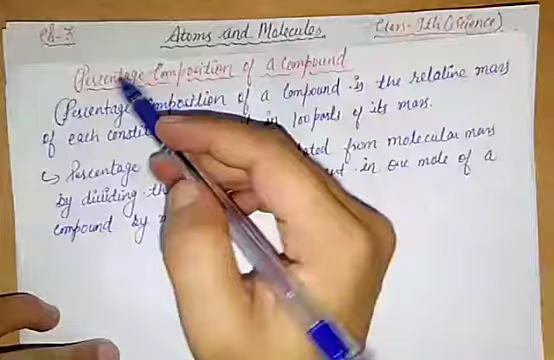 Ch-3 Atoms and Molecules Class-9th (Science)
Percentage Composition of a Compound
Percentage Composition of a Compound is the relative mass
of each in 100 parts of its mass.
Percentage from molecular mass
by dividing in one mole of a
compound by